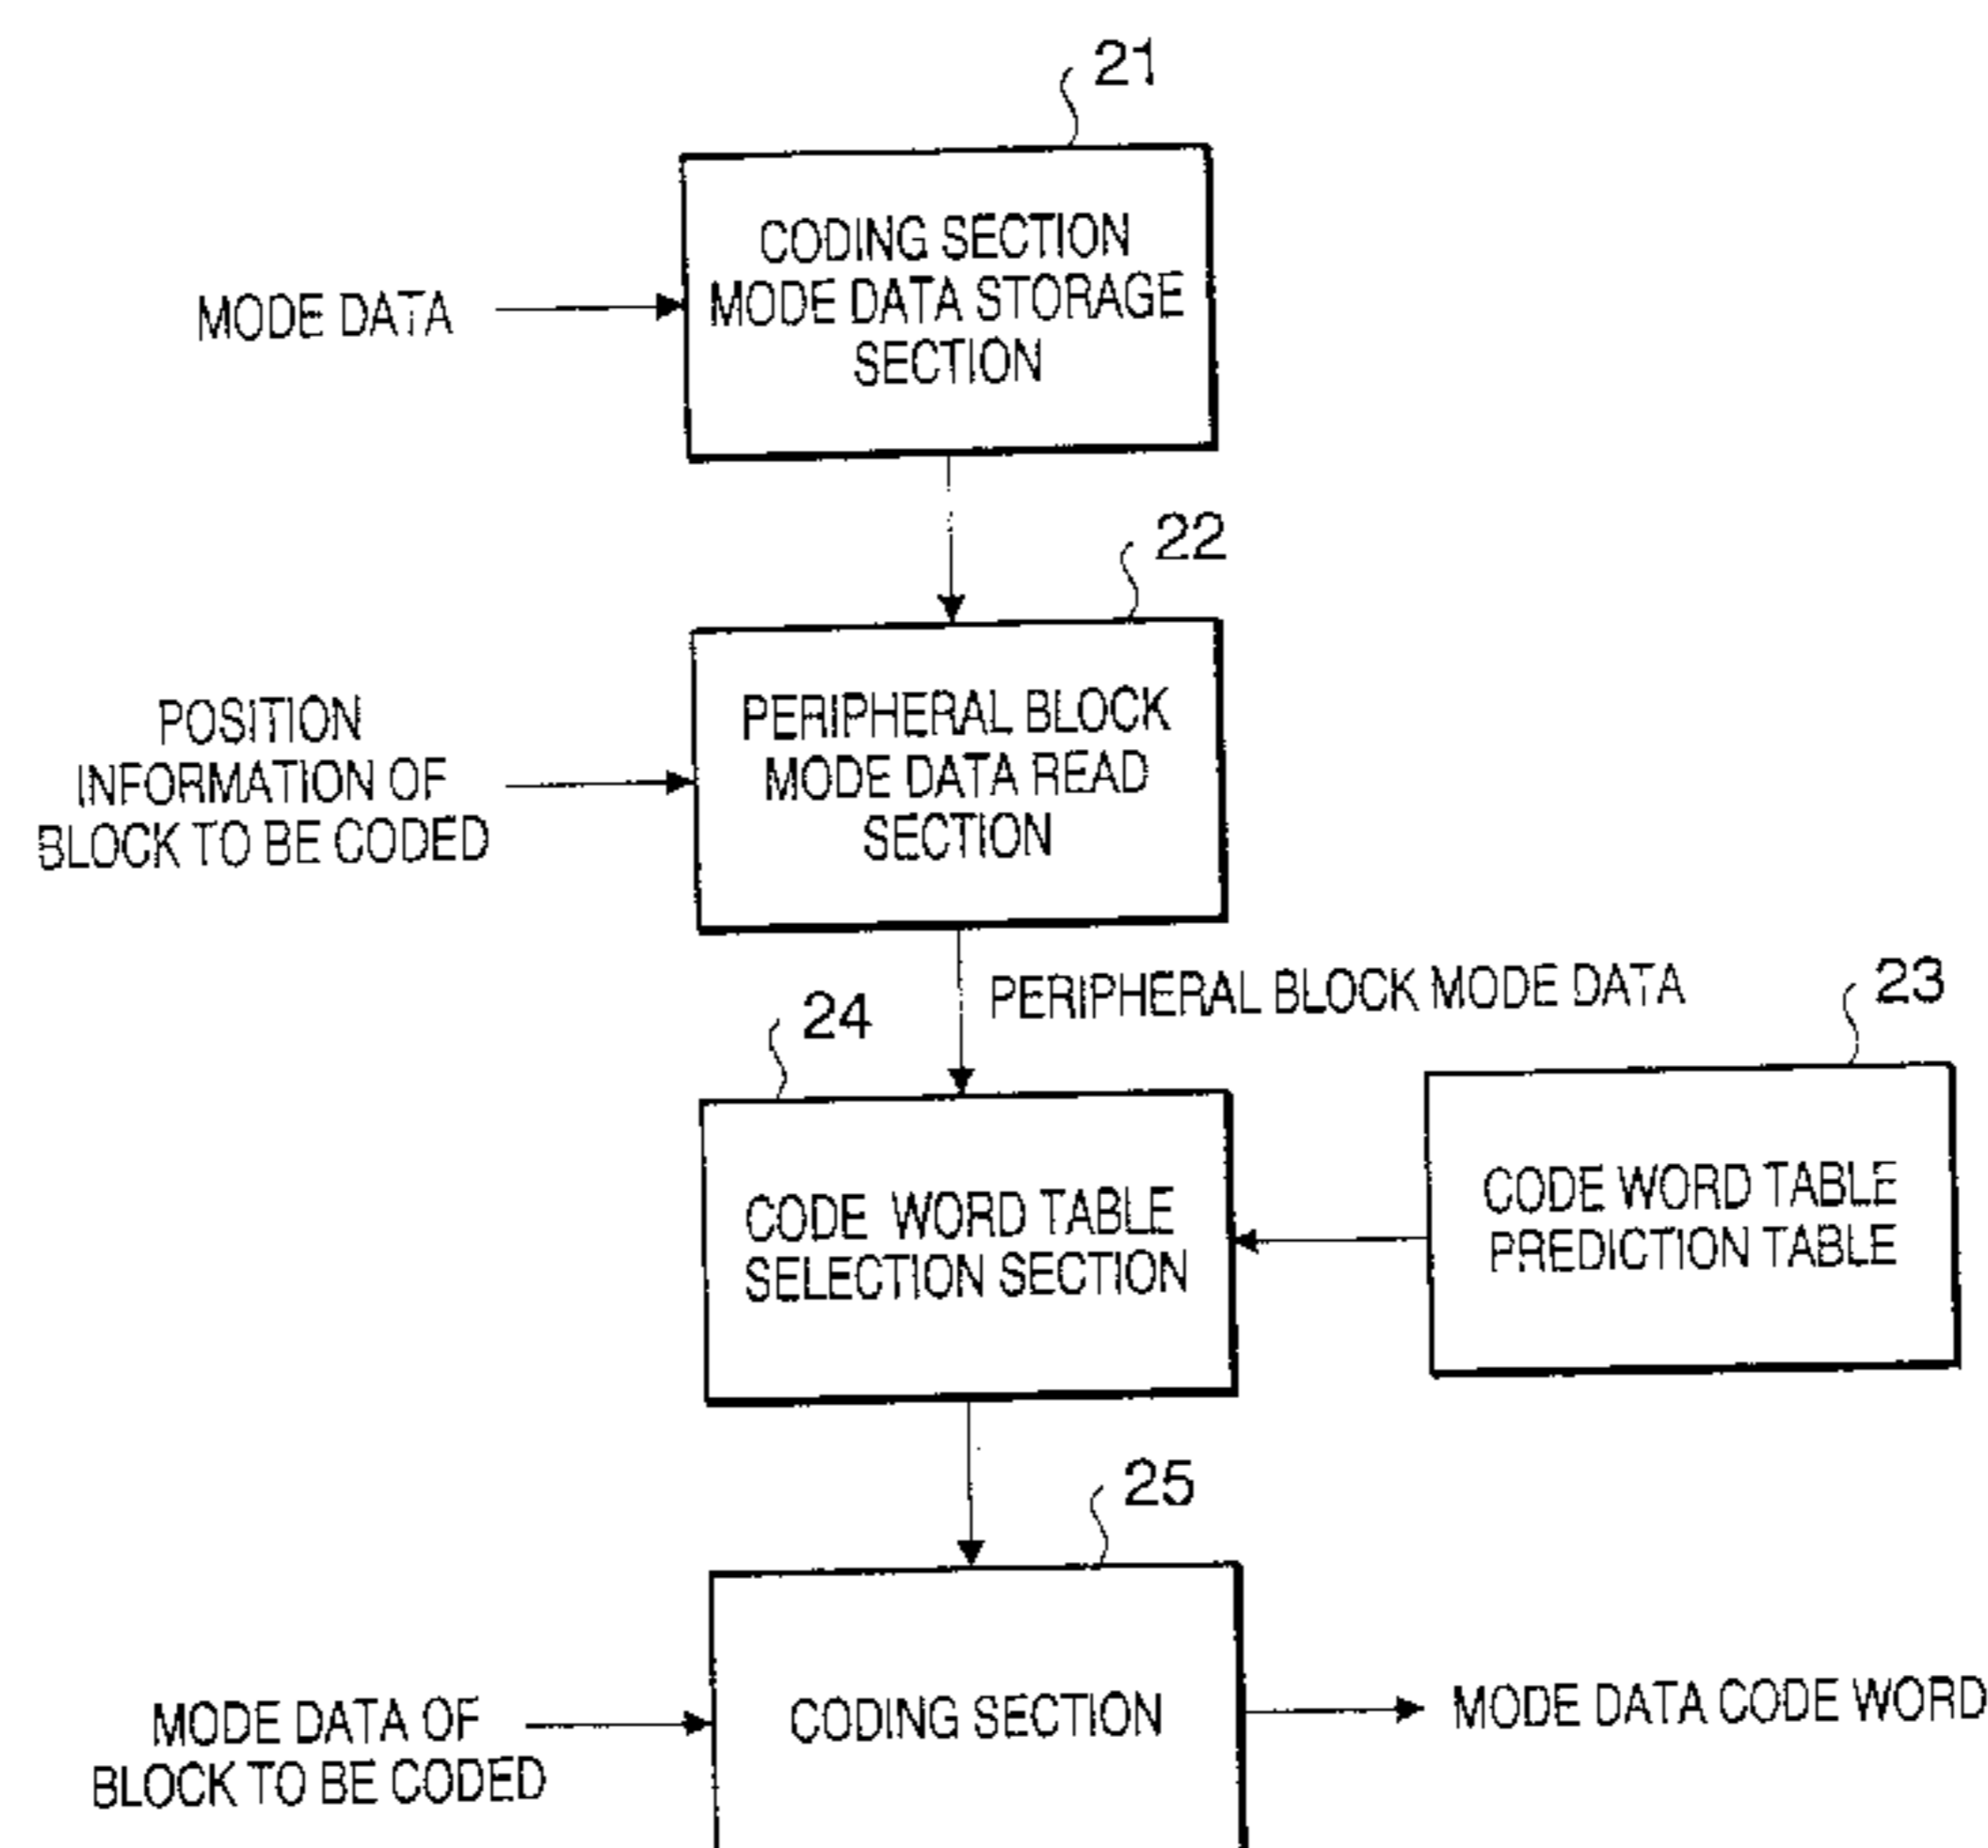 21
CODING SECTION
MODE DATA STORAGE
SECTION
MODE DATA
22
PERIPHERAL BLOCK
MODE DATA READ
SECTION
POSITION
INFORMATION OF
BLOCK TO BE CODED
PERIPHERAL BLOCK MODE DATA
23
24
CODE WORD TABLE
SELECTION SECTION
CODE WORD TABLE
PREDICTION TABLE
25
MODE DATA OF
BLOCK TO BE CODED
CODING SECTION
MODE DATA CODE WORD